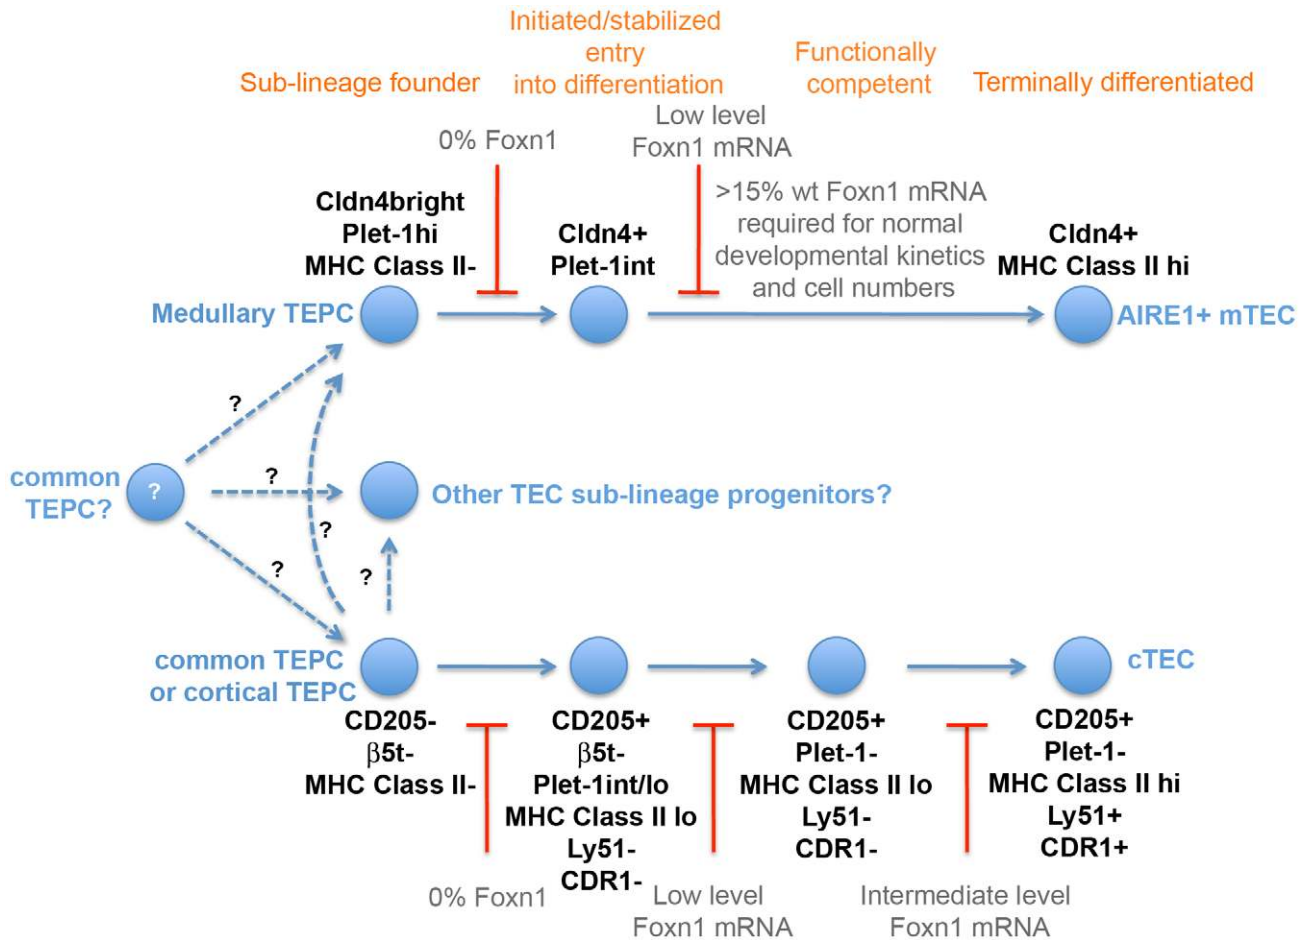 Sub-lineage founder
Initiated/stabilized
entry
into differentiation
Functionally
competent
Terminally differentiated
0% Foxn1
Low level
Foxn1 mRNA
>15% wt Foxn1 mRNA
required for normal
developmental kinetics
and cell numbers
Cldn4bright
Plet-1hi
MHC Class II-
Cldn4+
Plet-1int
Cldn4+
MHC Class II hi
Medullary TEPC
AIRE1+ mTEC
?
common
TEPC?
?
?
Other TEC sub-lineage progenitors?
?
?
?
common TEPC
or cortical TEPC
cTEC
CD205-
β5t-
MHC Class II-
CD205+
β5t-
Plet-1int/lo
MHC Class II lo
Ly51-
CDR1-
CD205+
Plet-1-
MHC Class II lo
Ly51-
CDR1-
CD205+
Plet-1-
MHC Class II hi
Ly51+
CDR1+
0% Foxn1
Low level
Foxn1 mRNA
Intermediate level
Foxn1 mRNA